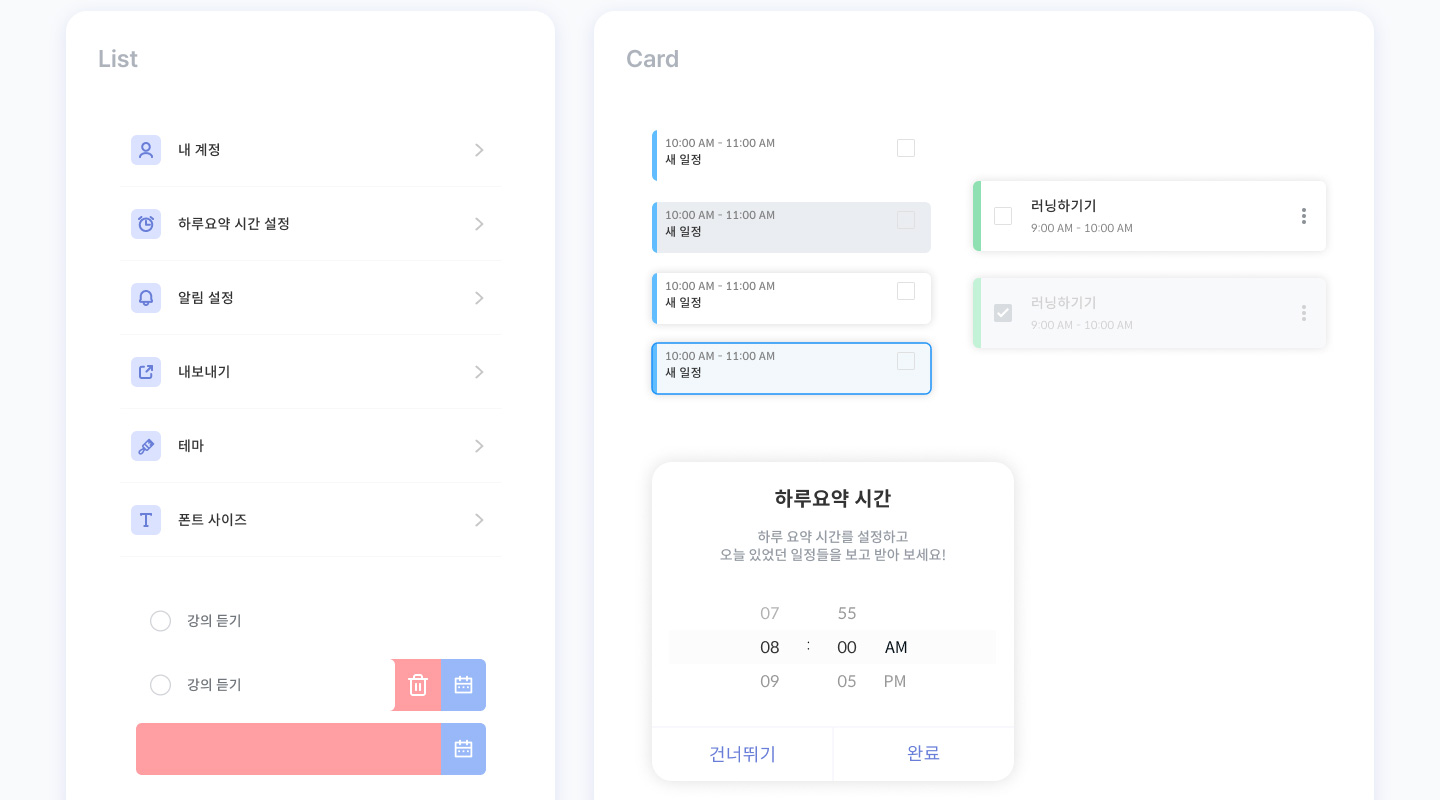 List
내 계정
하루요약 시간 설정
알림 설정
내보내기
테마
폰트 사이즈
강의 듣기
강의 듣기
Card
10:00 AM - 11:00 AM
새 일정
10:00 AM - 11:00 AM
새 일정
10:00 AM - 11:00 AM
새 일정
10:00 AM - 11:00 AM
새 일정
러닝하기기
9:00 AM - 10:00 AM
러닝하기기
9:00 AM - 10:00 AM
하루요약 시간
하루 요약 시간를 설정하고
오늘 있었던 일정들을 보고 받아 보세요!
07 55
08 : 00 AM
09 05 PM
건너뛰기 완료